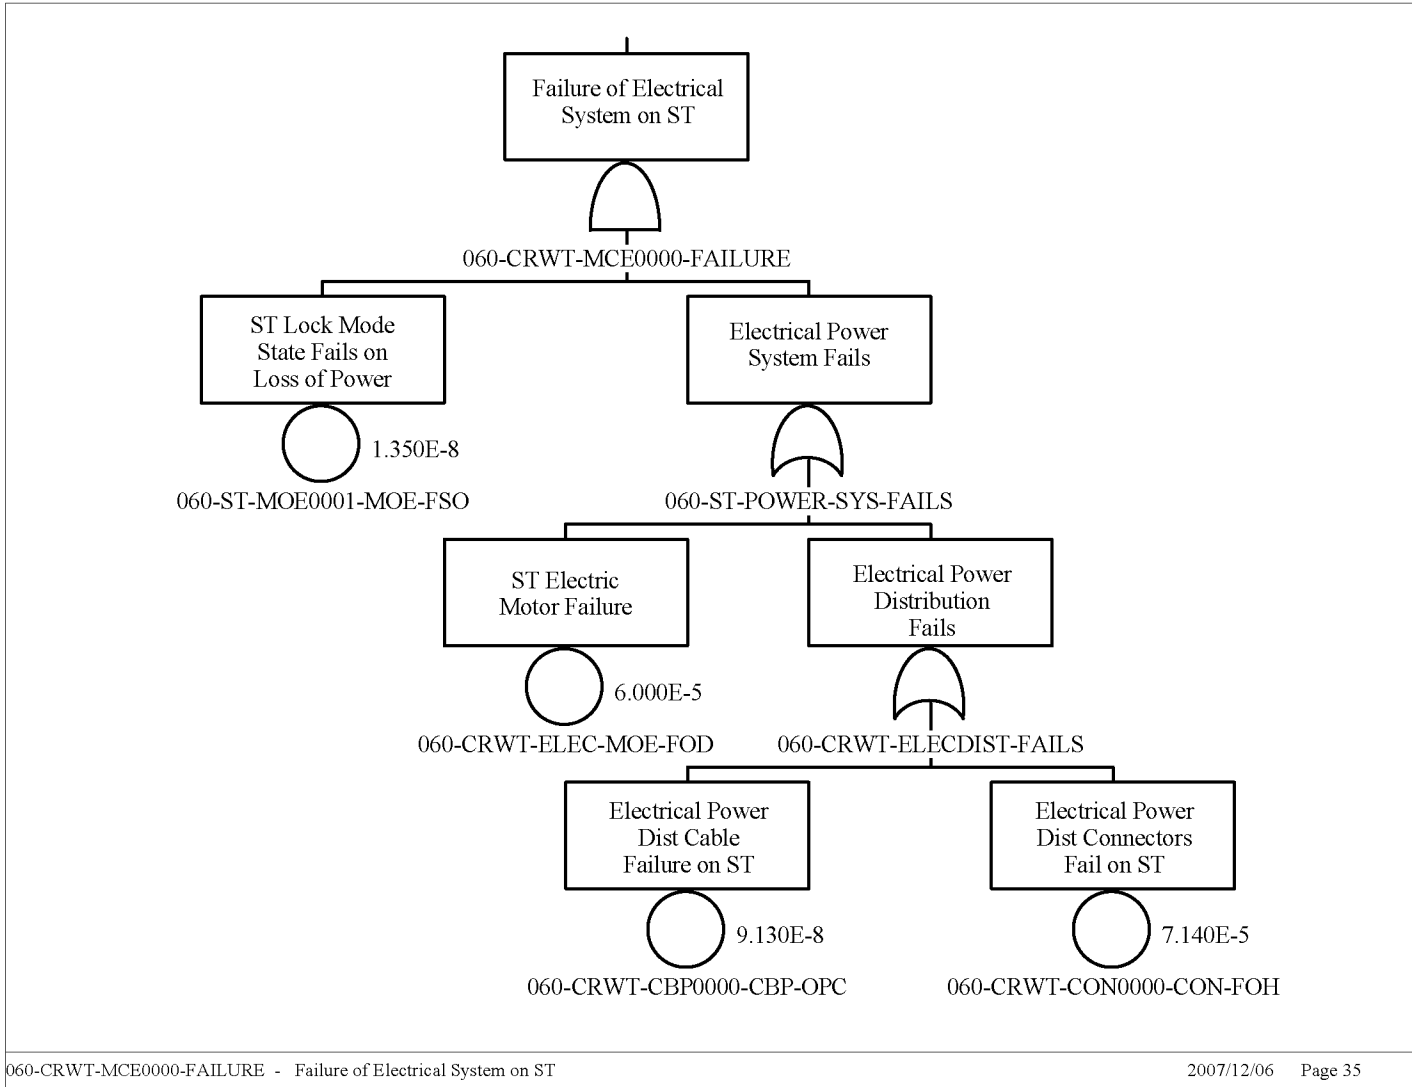 Failure of Electrical
System on ST
060-CRWT-MCE0000-FAILURE
ST Lock Mode
State Fails on
Loss of Power
1.350E-8
060-ST-MOE0001-MOE-FSO
Electrical Power
System Fails
060-ST-POWER-SYS-FAILS
ST Electric
Motor Failure
6.000E-5
060-CRWT-ELEC-MOE-FOD
Electrical Power
Distribution
Fails
060-CRWT-ELECDIST-FAILS
Electrical Power
Dist Cable
Failure on ST
9.130E-8
060-CRWT-CBP0000-CBP-OPC
Electrical Power
Dist Connectors
Fail on ST
7.140E-5
060-CRWT-CON0000-CON-FOH
060-CRWT-MCE0000-FAILURE - Failure of Electrical System on ST
2007/12/06 Page 35